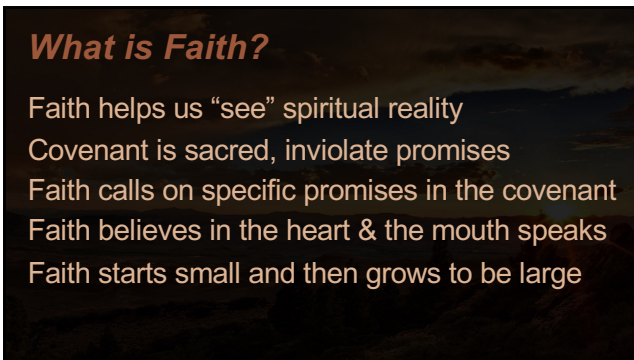 What is Faith?
Faith helps us “see” spiritual reality
Covenant is sacred, inviolate promises
Faith calls on specific promises in the covenant
Faith believes in the heart & the mouth speaks
Faith starts small and then grows to be large